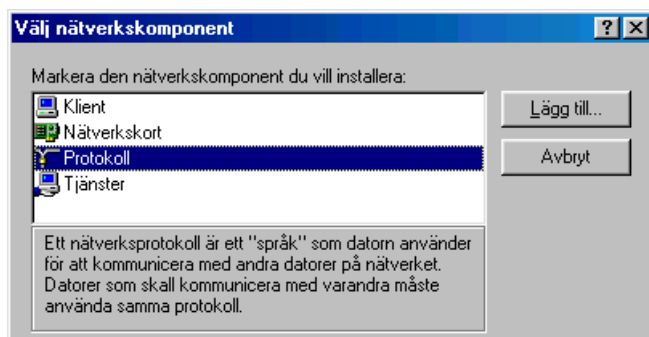 Välj nätverkskomponent
Markera den nätverkskomponent du vill installera:
Klient
Nätverkskort
Protokoll
Tjänster
Lägg till...
Avbryt
Ett nätverksprotokoll är ett "språk" som datorn använder
för att kommunicera med andra datorer på nätverket.
Datorer som skall kommunicera med varandra måste
använda samma protokoll.